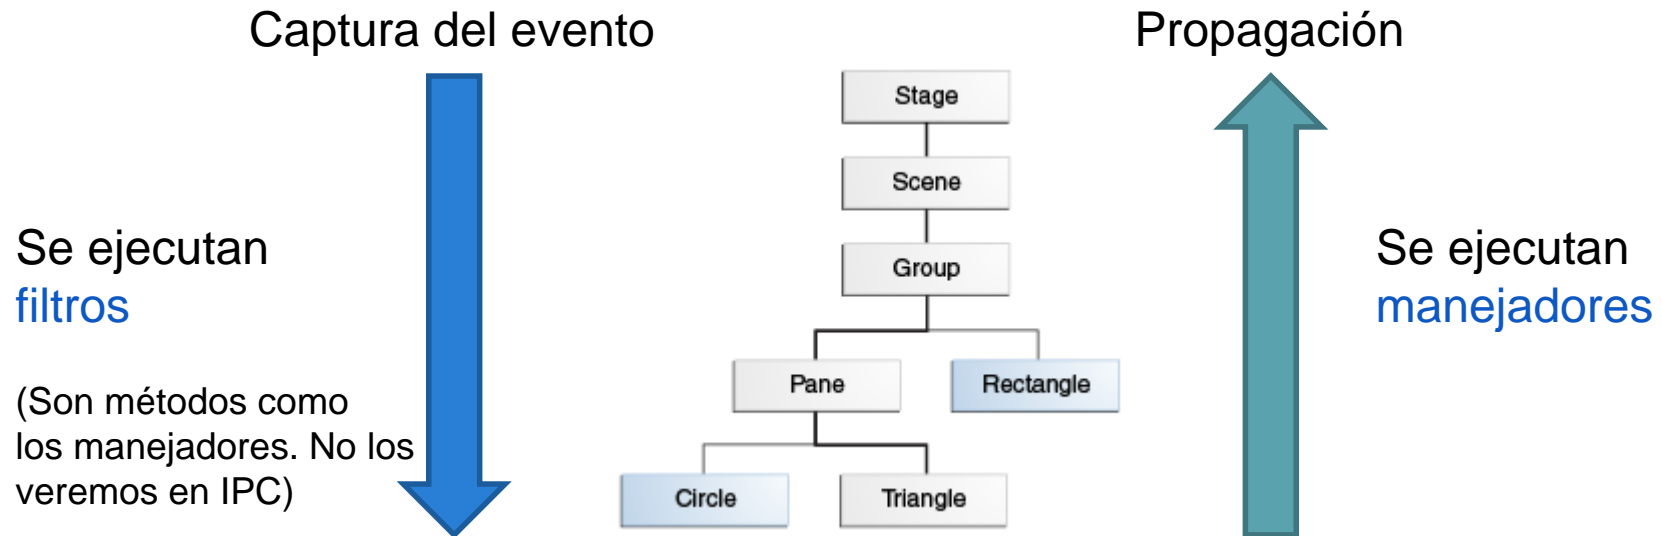 Captura del evento
Propagación
Stage
Scene
Group
Pane
Rectangle
Circle
Triangle
Se ejecutan
filtros
(Son métodos como
los manejadores. No los
veremos en IPC)
Se ejecutan
manejadores